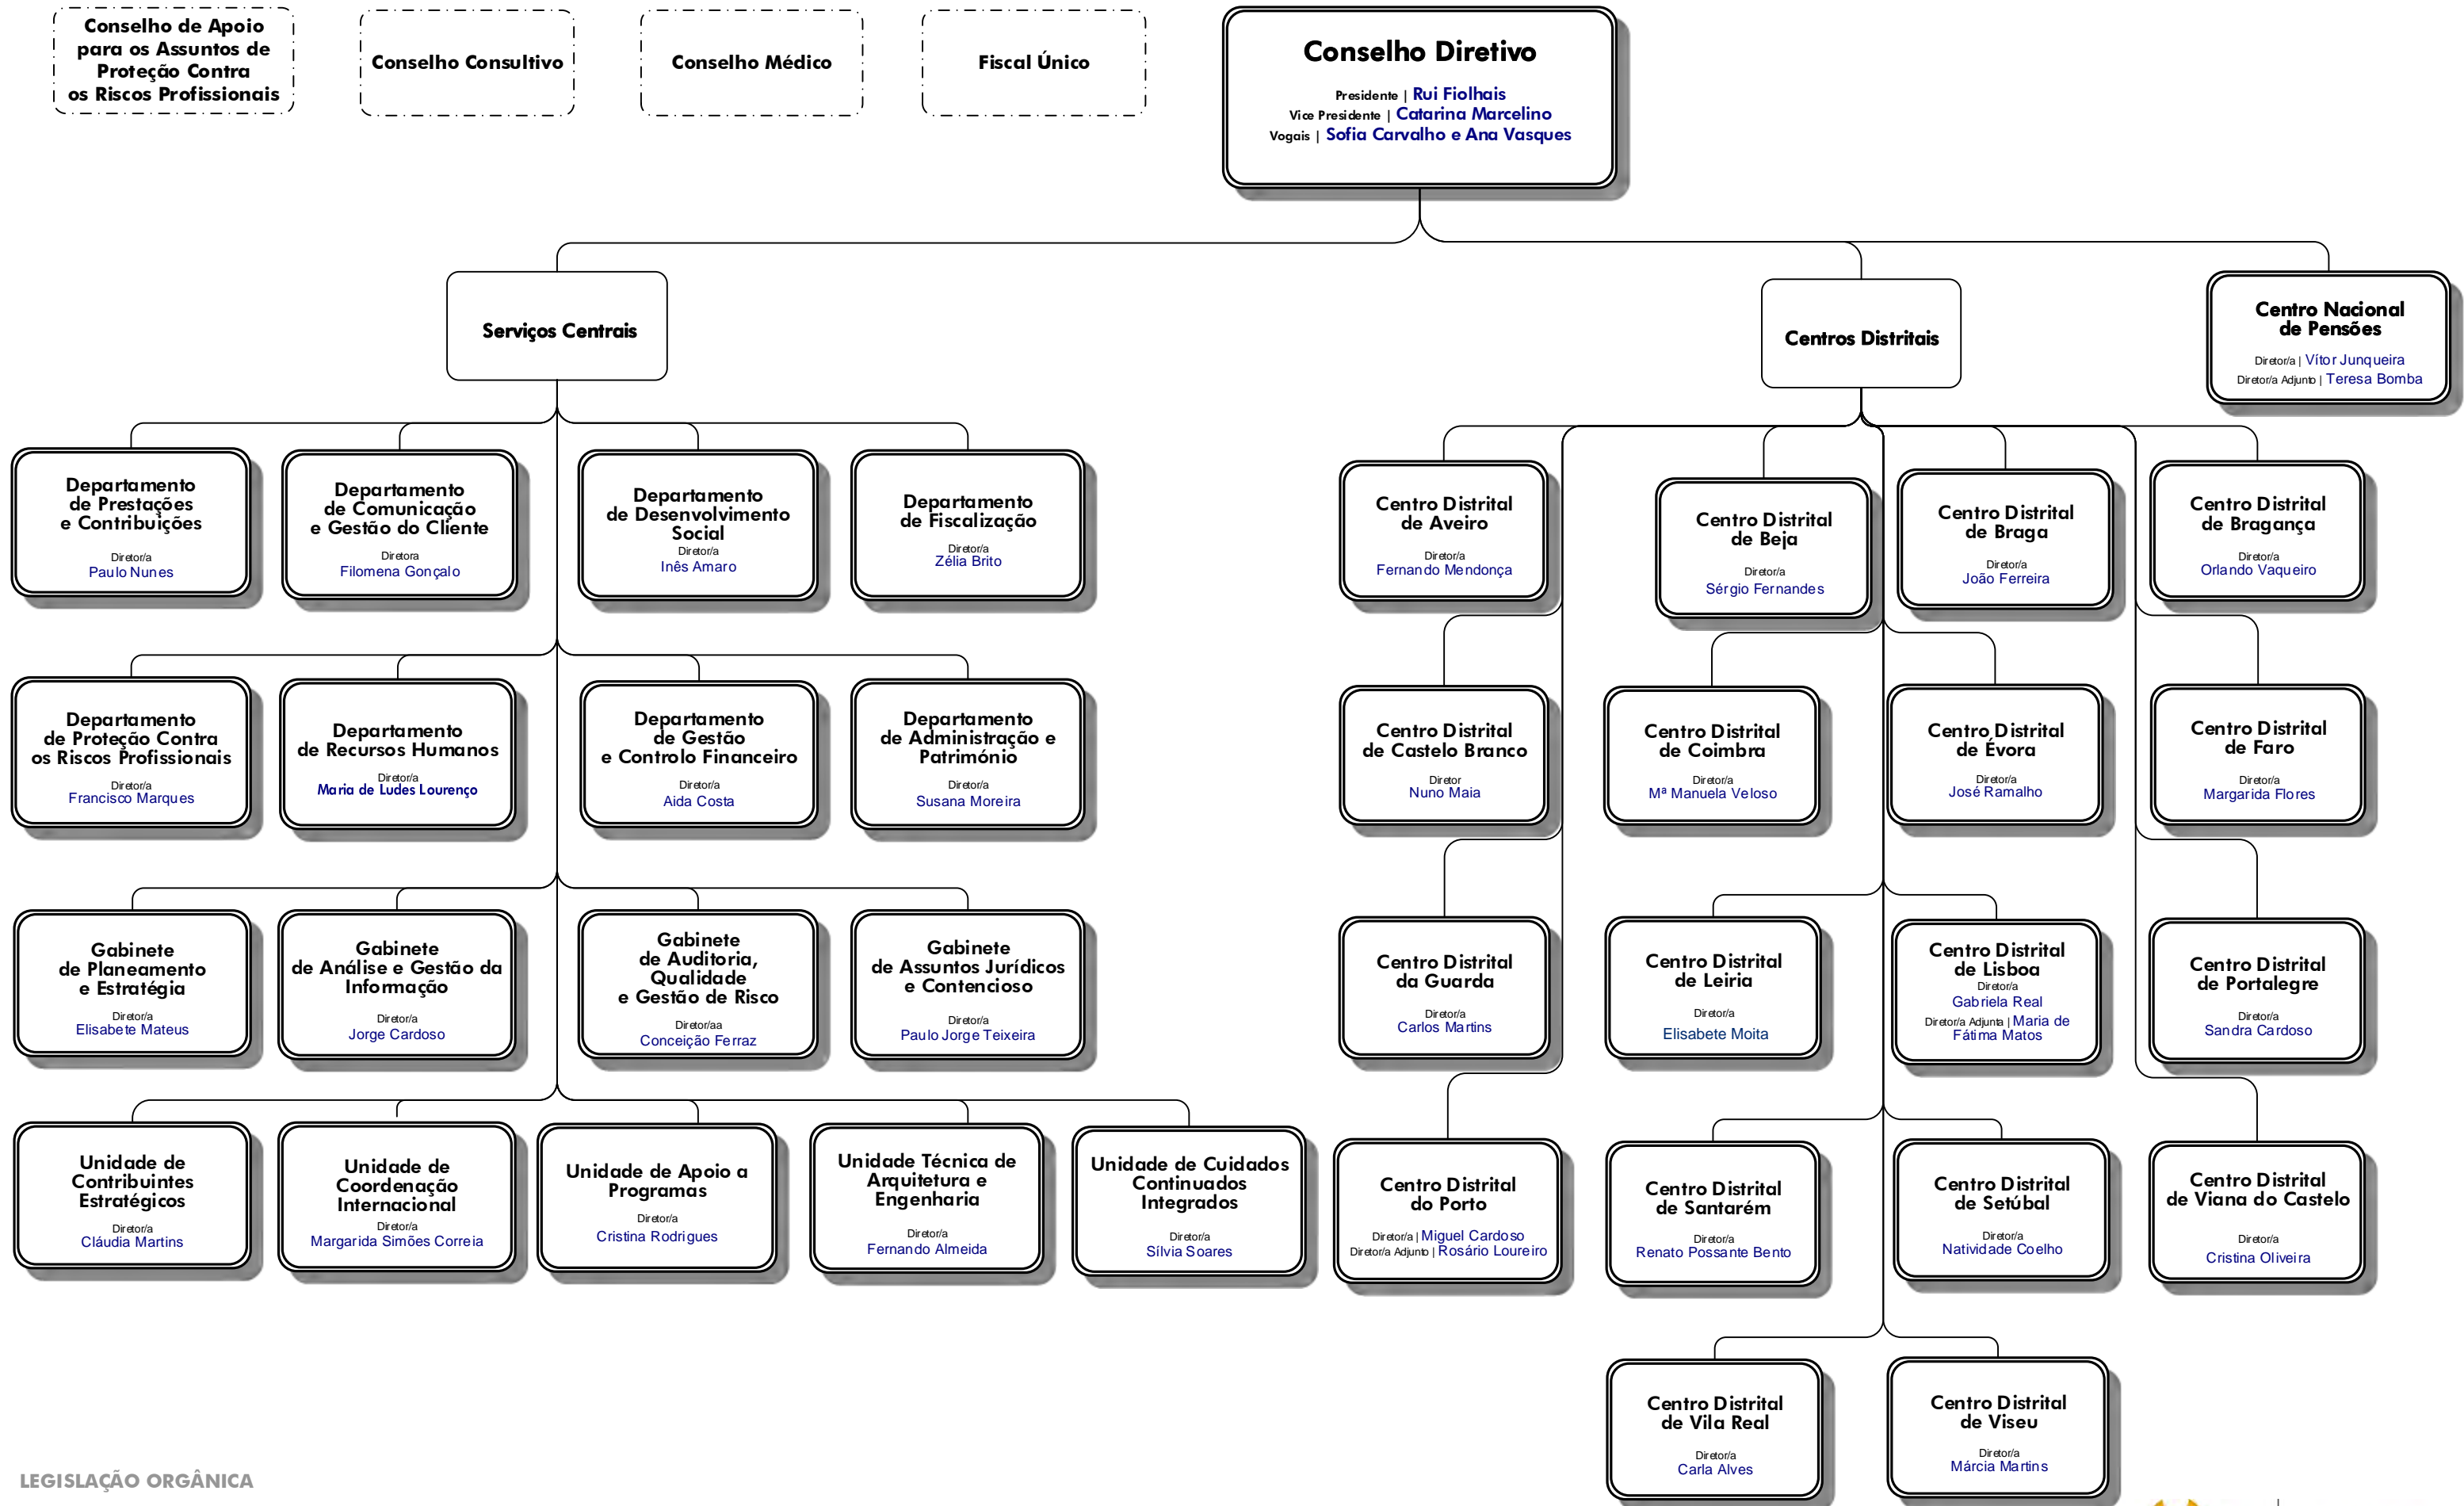 Conselho de Apoio
para os Assuntos de
Proteção Contra
os Riscos Profissionais
Conselho Consultivo
Conselho Médico
Fiscal Único
Conselho Diretivo
Presidente | Rui Fiolhais
Vice Presidente | Catarina Marcelino
Vogais | Sofia Carvalho e Ana Vasques
Serviços Centrais
Centros Distritais
Centro Nacional
de Pensões
Diretor/a | Vítor Junqueira
Diretor/a Adjunto | Teresa Bomba
Departamento
de Prestações
e Contribuições
Diretor/a
Paulo Nunes
Departamento
de Comunicação
e Gestão do Cliente
Diretora
Filomena Gonçalo
Departamento
de Desenvolvimento
Social
Diretor/a
Inês Amaro
Departamento
de Fiscalização
Diretor/a
Zélia Brito
Centro Distrital
de Aveiro
Diretor/a
Fernando Mendonça
Centro Distrital
de Beja
Diretor/a
Sérgio Fernandes
Centro Distrital
de Braga
Diretor/a
João Ferreira
Centro Distrital
de Bragança
Diretor/a
Orlando Vaqueiro
Departamento
de Proteção Contra
os Riscos Profissionais
Diretor/a
Francisco Marques
Departamento
de Recursos Humanos
Diretor/a
Maria de Ludes Lourenço
Departamento
de Gestão
e Controlo Financeiro
Diretor/a
Aida Costa
Departamento
de Administração e
Património
Diretor/a
Susana Moreira
Centro Distrital
de Castelo Branco
Diretor
Nuno Maia
Centro Distrital
de Coimbra
Diretor/a
Mª Manuela Veloso
Centro Distrital
de Évora
Diretor/a
José Ramalho
Centro Distrital
de Faro
Diretor/a
Margarida Flores
Gabinete
de Planeamento
e Estratégia
Diretor/a
Elisabete Mateus
Gabinete
de Análise e Gestão da
Informação
Diretor/a
Jorge Cardoso
Gabinete
de Auditoria,
Qualidade
e Gestão de Risco
Diretor/aa
Conceição Ferraz
Gabinete
de Assuntos Jurídicos
e Contencioso
Diretor/a
Paulo Jorge Teixeira
Centro Distrital
da Guarda
Diretor/a
Carlos Martins
Centro Distrital
de Leiria
Diretor/a
Elisabete Moita
Centro Distrital
de Lisboa
Diretor/a
Gabriela Real
Diretor/a Adjunta | Maria de
Fátima Matos
Centro Distrital
de Portalegre
Diretor/a
Sandra Cardoso
Unidade de
Contribuintes
Estratégicos
Diretor/a
Cláudia Martins
Unidade de
Coordenação
Internacional
Diretor/a
Margarida Simões Correia
Unidade de Apoio a
Programas
Diretor/a
Cristina Rodrigues
Unidade Técnica de
Arquitetura e
Engenharia
Diretor/a
Fernando Almeida
Unidade de Cuidados
Continuados
Integrados
Diretor/a
Sílvia Soares
Centro Distrital
do Porto
Diretor/a | Miguel Cardoso
Diretor/a Adjunto | Rosário Loureiro
Centro Distrital
de Santarém
Diretor/a
Renato Possante Bento
Centro Distrital
de Setúbal
Diretor/a
Natividade Coelho
Centro Distrital
de Viana do Castelo
Diretor/a
Cristina Oliveira
Centro Distrital
de Vila Real
Diretor/a
Carla Alves
Centro Distrital
de Viseu
Diretor/a
Márcia Martins
LEGISLAÇÃO ORGÂNICA